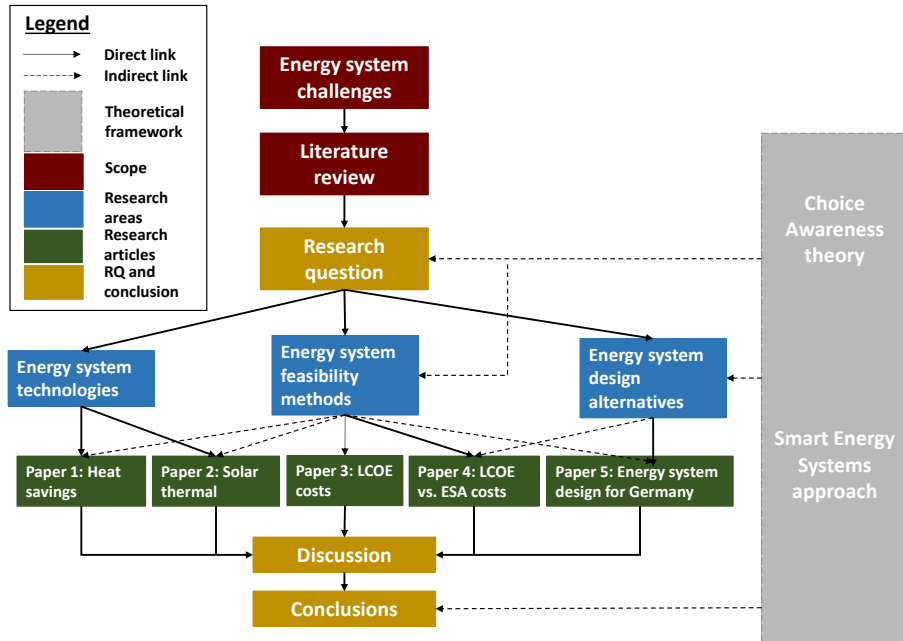 Legend
Direct link
Indirect link
Theoretical
framework
Scope
Research
areas
Research
articles
RQ and
conclusion
Energy system
challenges
Literature
review
Research
question
Choice
Awareness
theory
Energy system
technologies
Energy system
feasibility
methods
Energy system
design
alternatives
Smart Energy
Systems
approach
Paper 1: Heat
savings
Paper 2: Solar
thermal
Paper 3: LCOE
costs
Paper 4: LCOE
vs. ESA costs
Paper 5: Energy system
design for Germany
Discussion
Conclusions